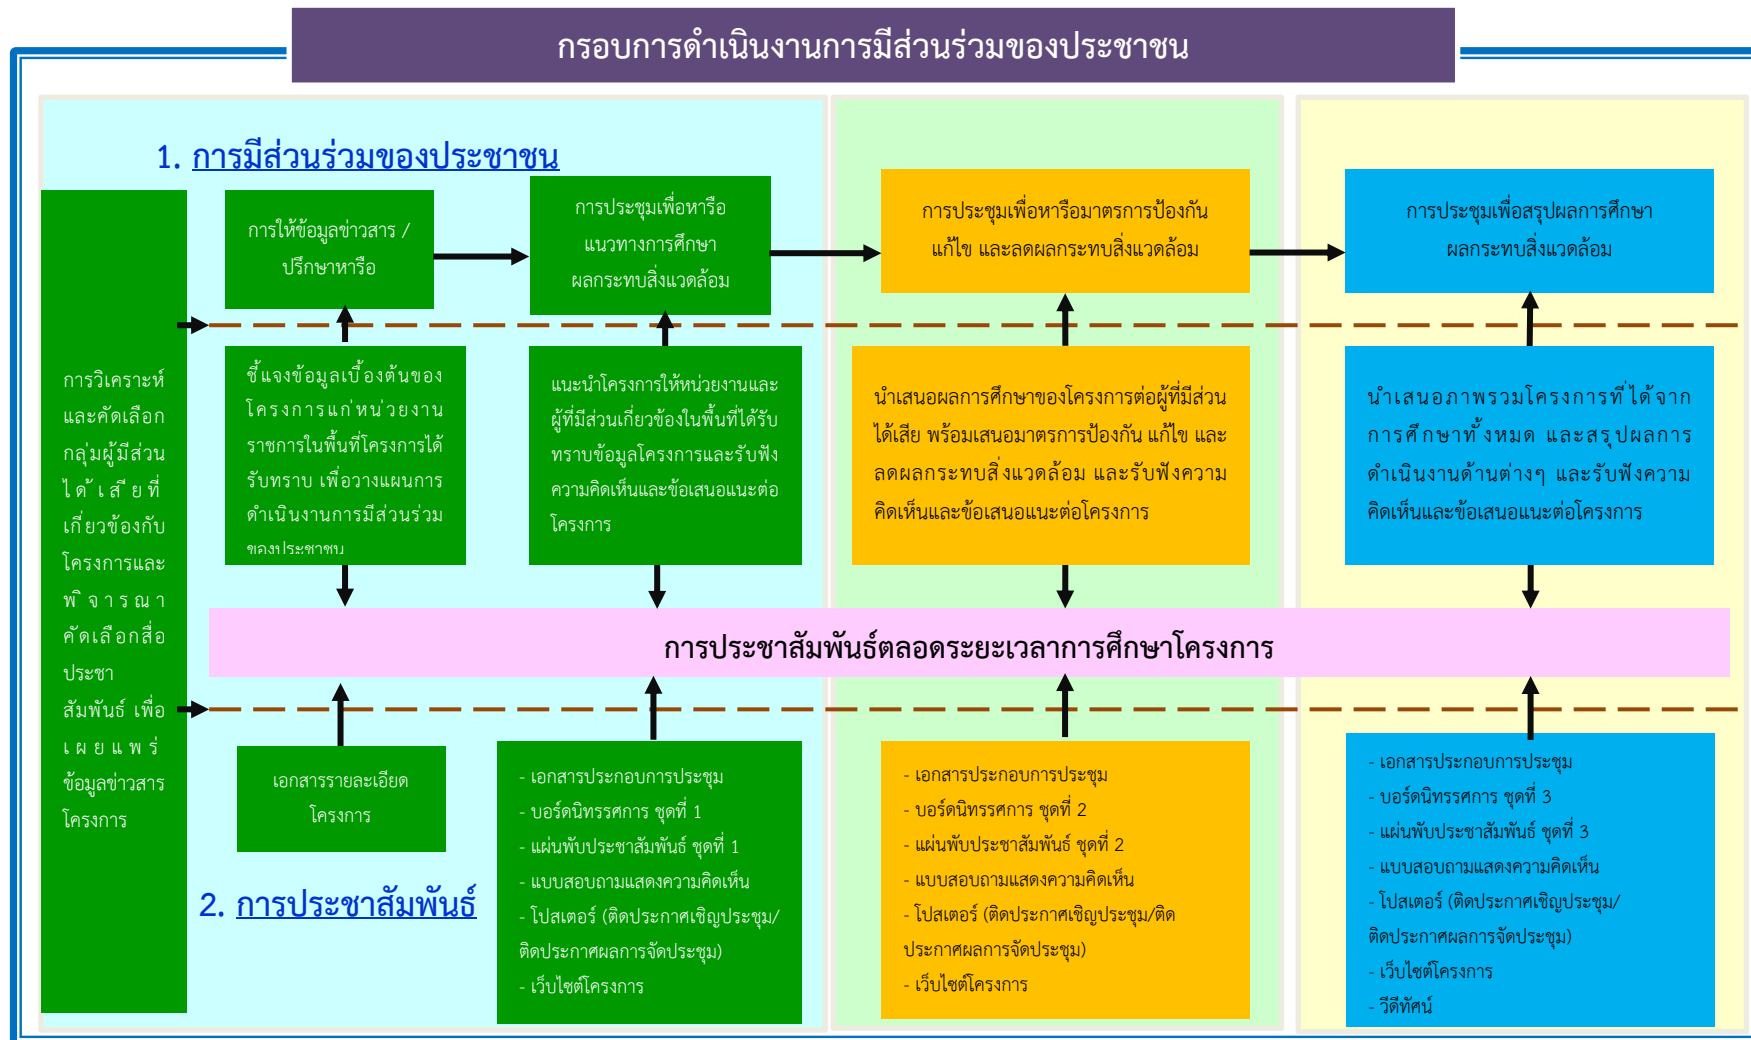 กรอบการดำเนินงานการมีส่วนร่วมของประชาชน
1. การมีส่วนร่วมของประชาชน
การวิเคราะห์
และคัดเลือก
กลุ่มผู้มีส่วน
ได้เสียที่
เกี่ยวข้องกับ
โครงการและ
พิจารณา
คัดเลือกสื่อ
ประชา
สัมพันธ์ เพื่อ
เผยแพร่
ข้อมูลข่าวสาร
โครงการ
การให้ข้อมูลข่าวสาร /
ปรึกษาหารือ
การประชุมเพื่อหารือ
แนวทางการศึกษา
ผลกระทบสิ่งแวดล้อม
การประชุมเพื่อหารือมาตรการป้องกัน
แก้ไข และลดผลกระทบสิ่งแวดล้อม
การประชุมเพื่อสรุปผลการศึกษา
ผลกระทบสิ่งแวดล้อม
ชี้แจงข้อมูลเบื้องต้นของ
โครงการแก่หน่วยงาน
ราชการในพื้นที่โครงการได้
รับทราบ เพื่อวางแผนการ
ดำเนินงานการมีส่วนร่วม
ของประชาชน
แนะนำโครงการให้หน่วยงานและ
ผู้ที่มีส่วนเกี่ยวข้องในพื้นที่ได้รับ
ทราบข้อมูลโครงการและรับฟัง
ความคิดเห็นและข้อเสนอแนะต่อ
โครงการ
นำเสนอผลการศึกษาของโครงการต่อผู้ที่มีส่วน
ได้เสีย พร้อมเสนอมาตรการป้องกัน แก้ไข และ
ลดผลกระทบสิ่งแวดล้อม และรับฟังความ
คิดเห็นและข้อเสนอแนะต่อโครงการ
นำเสนอภาพรวมโครงการที่ได้จาก
การศึกษาทั้งหมด และสรุปผลการ
ดำเนินงานด้านต่างๆ และรับฟังความ
คิดเห็นและข้อเสนอแนะต่อโครงการ
การประชาสัมพันธ์ตลอดระยะเวลาการศึกษาโครงการ
เอกสารรายละเอียด
โครงการ
2. การประชาสัมพันธ์
- เอกสารประกอบการประชุม
- บอร์ดนิทรรศการ ชุดที่ 1
- แผ่นพับประชาสัมพันธ์ ชุดที่ 1
- แบบสอบถามแสดงความคิดเห็น
- โปสเตอร์ (ติดประกาศเชิญประชุม/
ติดประกาศผลการจัดประชุม)
- เว็บไซต์โครงการ
- เอกสารประกอบการประชุม
- บอร์ดนิทรรศการ ชุดที่ 2
- แผ่นพับประชาสัมพันธ์ ชุดที่ 2
- แบบสอบถามแสดงความคิดเห็น
- โปสเตอร์ (ติดประกาศเชิญประชุม/ติด
ประกาศผลการจัดประชุม)
- เว็บไซต์โครงการ
- เอกสารประกอบการประชุม
- บอร์ดนิทรรศการ ชุดที่ 3
- แผ่นพับประชาสัมพันธ์ ชุดที่ 3
- แบบสอบถามแสดงความคิดเห็น
- โปสเตอร์ (ติดประกาศเชิญประชุม/
ติดประกาศผลการจัดประชุม)
- เว็บไซต์โครงการ
- วีดีทัศน์